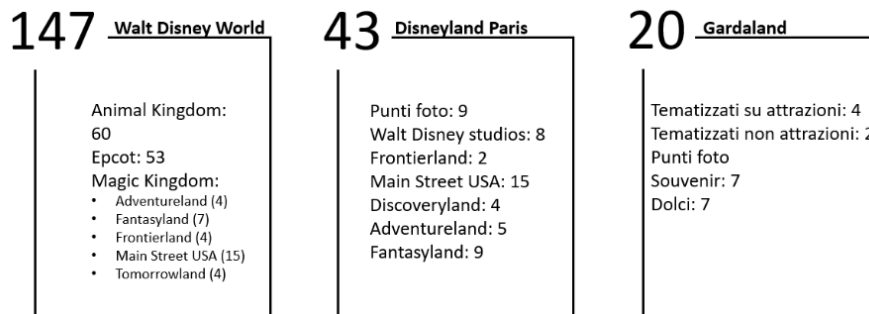 147 Walt Disney World
Animal Kingdom:
60
Epcot: 53
Magic Kingdom:
• Adventureland (4)
• Fantasyland (7)
• Frontierland (4)
• Main Street USA (15)
• Tomorrowland (4)
43 Disneyland Paris
Punti foto: 9
Walt Disney studios: 8
Frontierland: 2
Main Street USA: 15
Discoveryland: 4
Adventureland: 5
Fantasyland: 9
20 Gardaland
Tematizzati su attrazioni: 4
Tematizzati non attrazioni: 2
Punti foto
Souvenir: 7
Dolci: 7